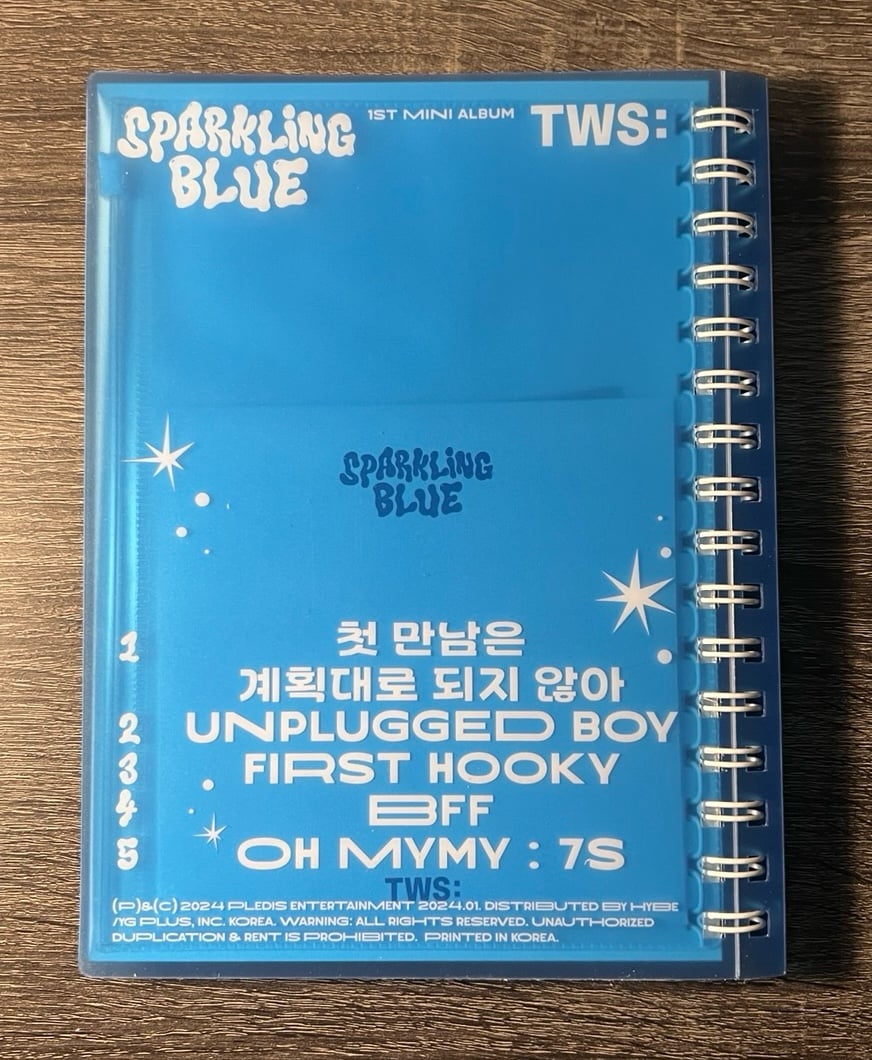 SPARKLiNG
BLUE
1ST MINI ALBUM
TWS:
SPARKLiNG
BLUE
1 첫 만남은
계획대로 되지 않아
2 UNPLUGGED BOY
3 FIRST HOOKY
4 BFF
5 OH MYMY : 7S
TWS:
(P)&(C) 2024 PLEDIS ENTERTAINMENT 2024.01. DISTRIBUTED BY HYBE
/YG PLUS, INC. KOREA. WARNING: ALL RIGHTS RESERVED. UNAUTHORIZED
DUPLICATION & RENT IS PROHIBITED. PRINTED IN KOREA.